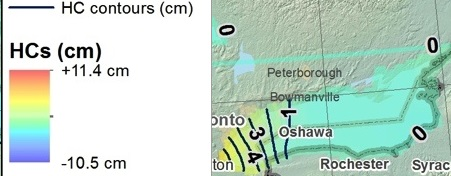 HC contours (cm)
HCs (cm)
+11.4 cm
-10.5 cm
0
0
Peterborough
Bowmanville
onto
1
3
Oshawa
0
4
ton
Rochester
Syrac